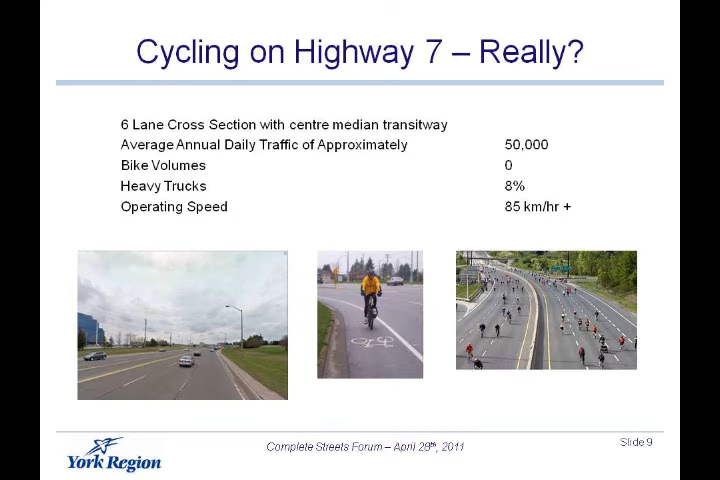 Cycling on Highway 7 – Really?
6 Lane Cross Section with centre median transitway
Average Annual Daily Traffic of Approximately 50,000
Bike Volumes 0
Heavy Trucks 8%
Operating Speed 85 km/hr +
York Region
Complete Streets Forum – April 28th, 2011
Slide 9